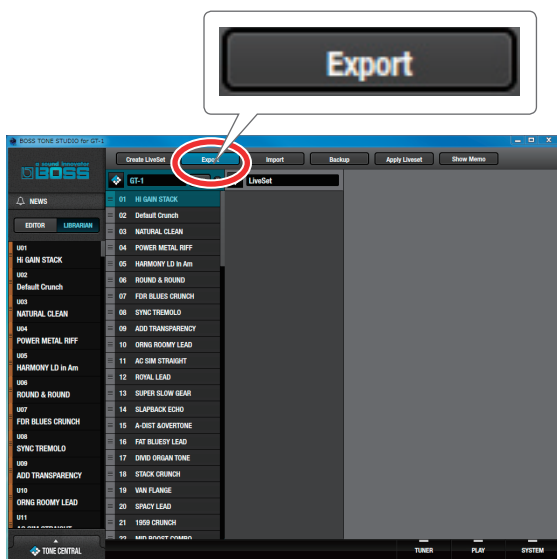 Export
BOSS TONE STUDIO for GT-1
a sound innovator
BOSS
Create LiveSet
Export
Import
Backup
Apply Liveset
Show Memo
NEWS
EDITOR
LIBRARIAN
U01
Hi GAIN STACK
U02
Default Crunch
U03
NATURAL CLEAN
U04
POWER METAL RIFF
U05
HARMONY LD in Am
U06
ROUND & ROUND
U07
FDR BLUES CRUNCH
U08
SYNC TREMOLO
U09
ADD TRANSPARENCY
U10
ORNG ROOMY LEAD
U11
GT-1
01 HI GAIN STACK
02 Default Crunch
03 NATURAL CLEAN
04 POWER METAL RIFF
05 HARMONY LD In Am
06 ROUND & ROUND
07 FDR BLUES CRUNCH
08 SYNC TREMOLO
09 ADD TRANSPARENCY
10 ORNG ROOMY LEAD
11 AC SIM STRAIGHT
12 ROYAL LEAD
13 SUPER SLOW GEAR
14 SLAPBACK ECHO
15 A-DIST &OVERTONE
16 FAT BLUESY LEAD
17 DIVD ORGAN TONE
18 STACK CRUNCH
19 VAN FLANGE
20 SPACY LEAD
21 1959 CRUNCH
22 MID BOOST COMBO
LiveSet
TONE CENTRAL
TUNER
PLAY
SYSTEM